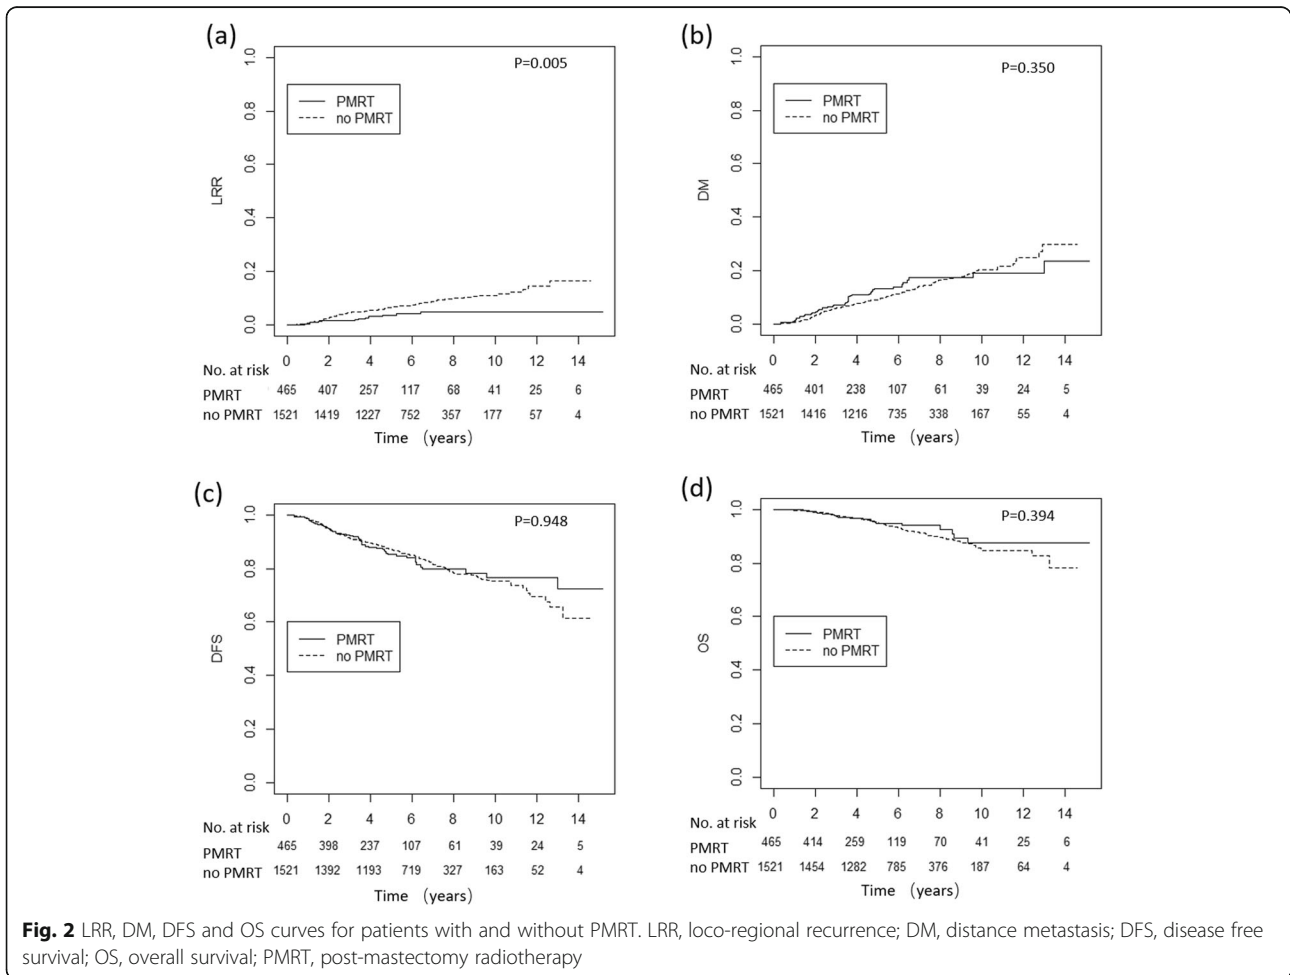 (a)
P=0.005
PMRT
no PMRT
LRR
0.0 0.2 0.4 0.6 0.8 1.0
0 2 4 6 8 10 12 14
No. at risk
PMRT 465 407 257 117 68 41 25 6
no PMRT 1521 1419 1227 752 357 177 57 4
Time (years)
(b)
P=0.350
PMRT
no PMRT
DM
0.0 0.2 0.4 0.6 0.8 1.0
0 2 4 6 8 10 12 14
No. at risk
PMRT 465 401 238 107 61 39 24 5
no PMRT 1521 1416 1216 735 338 167 55 4
Time (years)
(c)
P=0.948
PMRT
no PMRT
DFS
0.0 0.2 0.4 0.6 0.8 1.0
0 2 4 6 8 10 12 14
No. at risk
PMRT 465 398 237 107 61 39 24 5
no PMRT 1521 1392 1193 719 327 163 52 4
Time (years)
(d)
P=0.394
PMRT
no PMRT
OS
0.0 0.2 0.4 0.6 0.8 1.0
0 2 4 6 8 10 12 14
No. at risk
PMRT 465 414 259 119 70 41 25 6
no PMRT 1521 1454 1282 785 376 187 64 4
Time (years)
Fig. 2 LRR, DM, DFS and OS curves for patients with and without PMRT. LRR, loco-regional recurrence; DM, distance metastasis; DFS, disease free
survival; OS, overall survival; PMRT, post-mastectomy radiotherapy